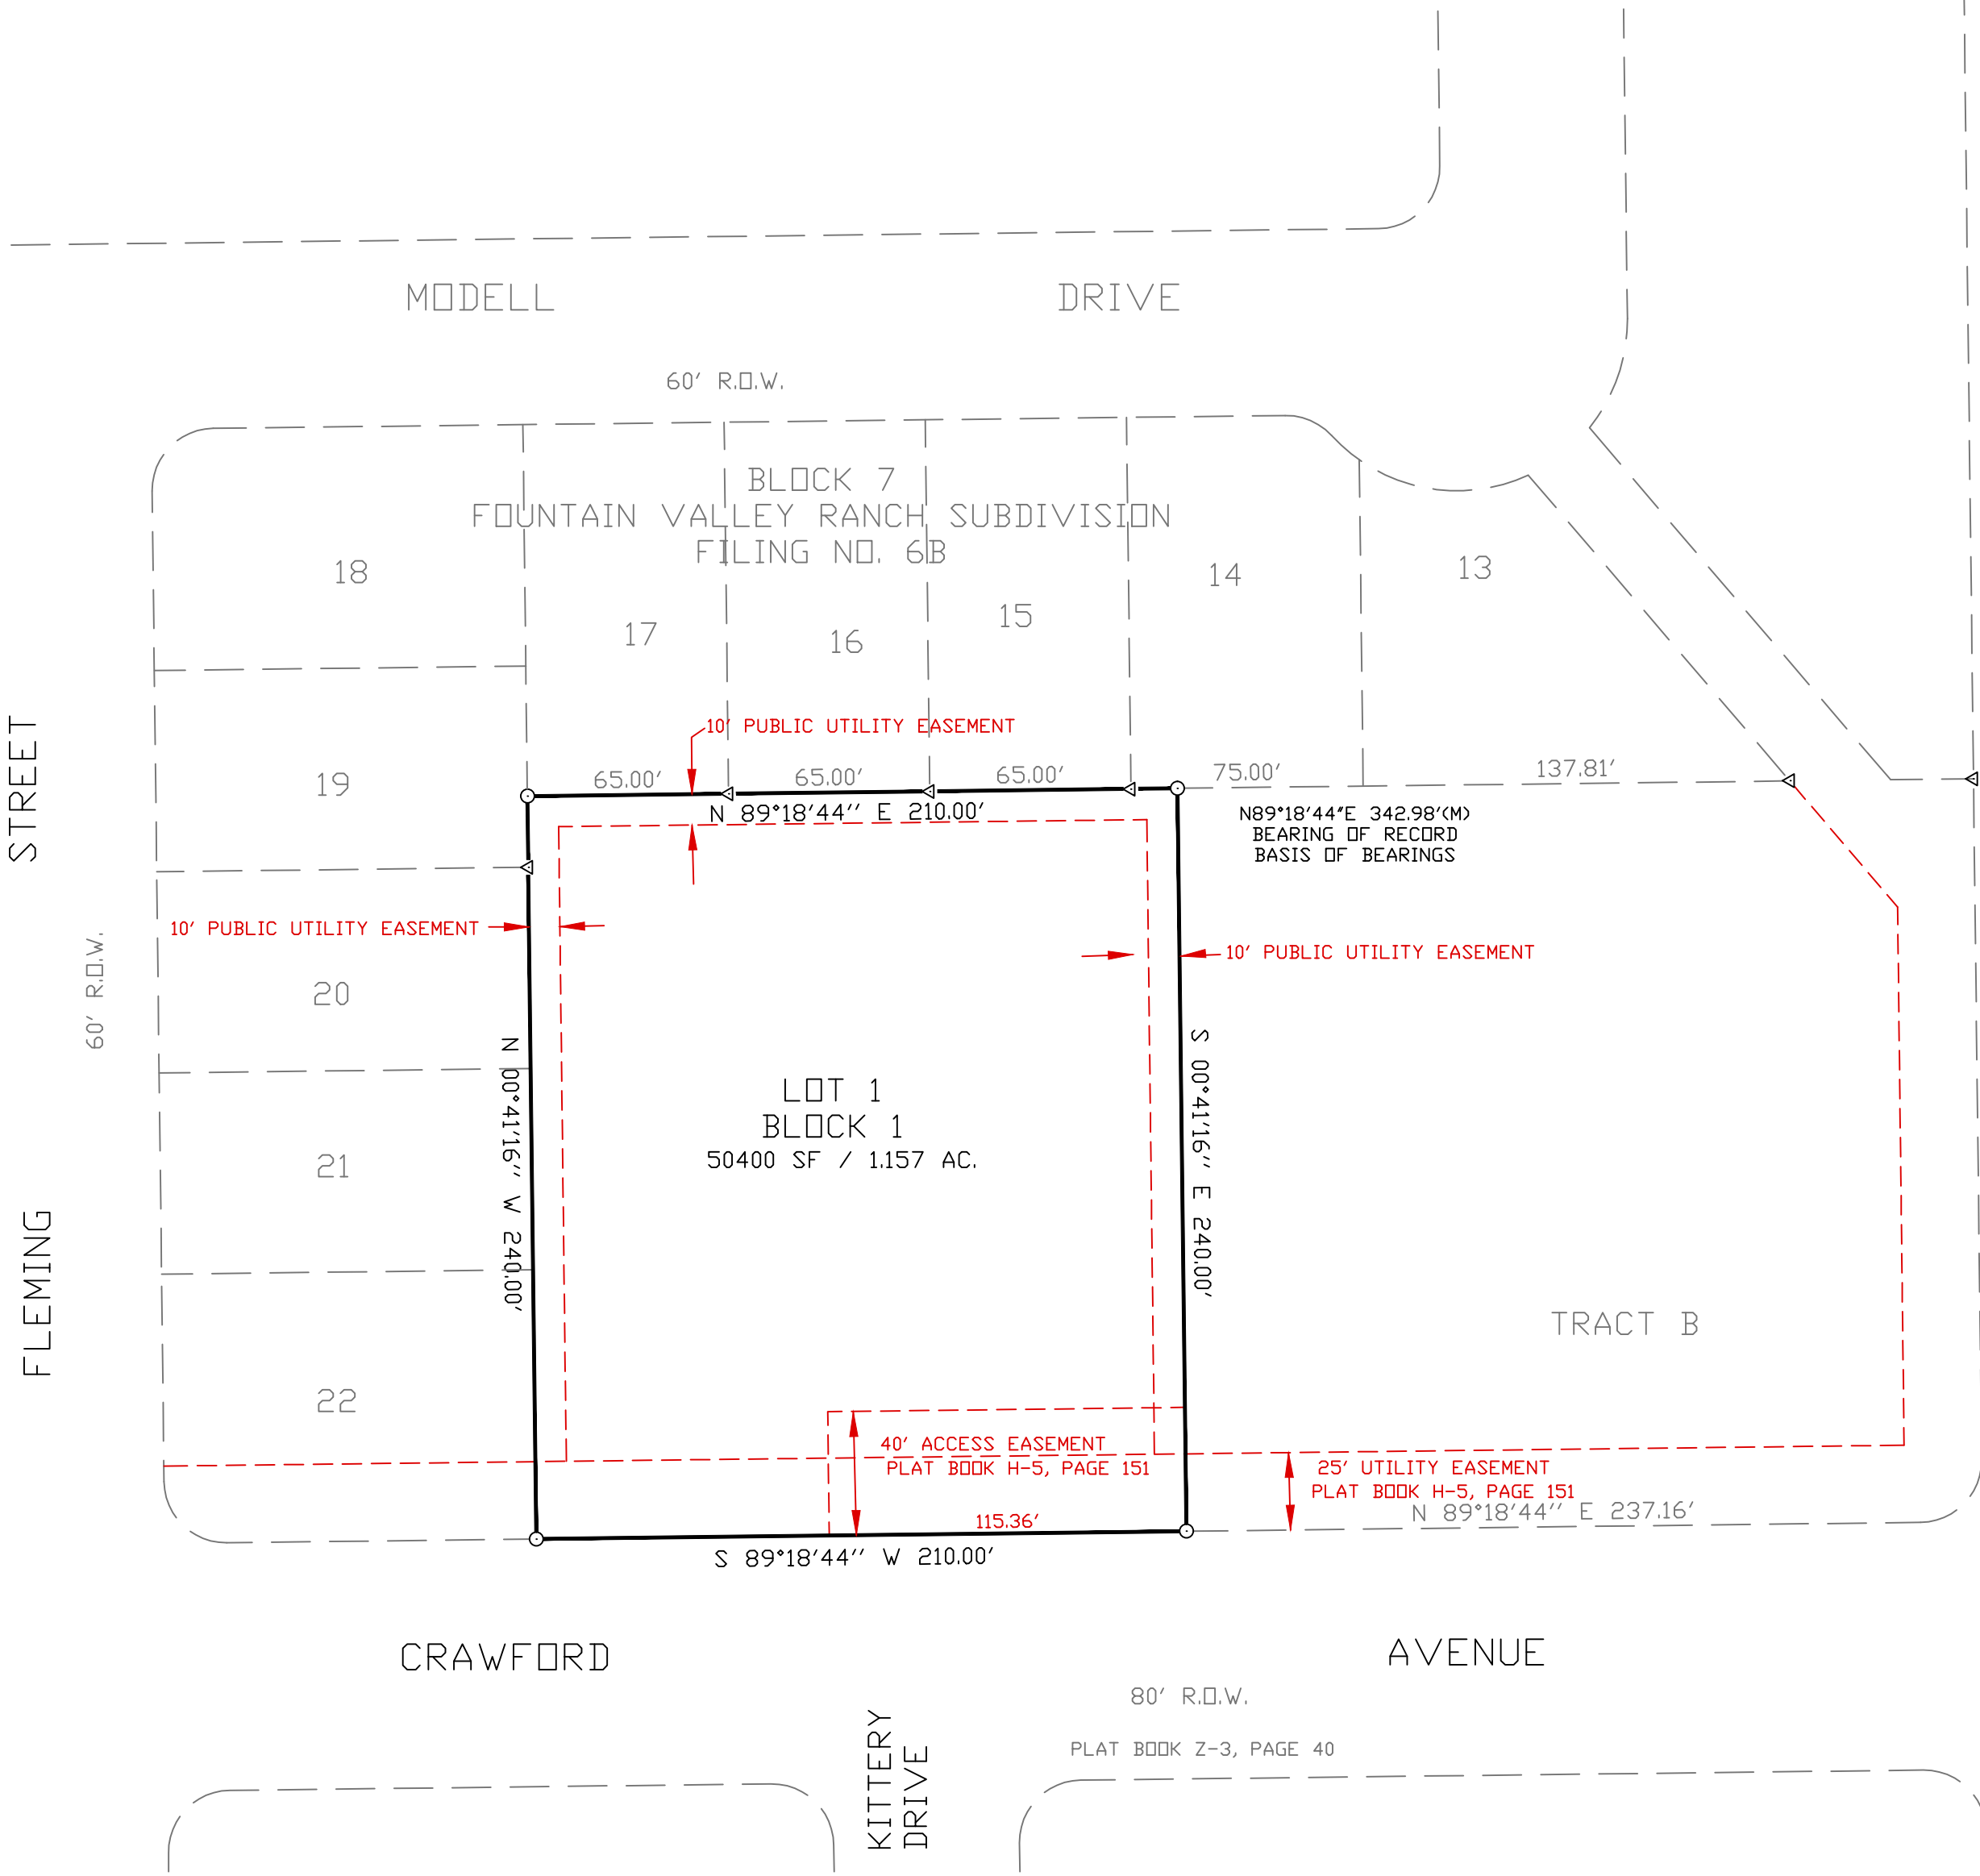 MODELL DRIVE
60' R.O.W.
BLOCK 7
FOUNTAIN VALLEY RANCH SUBDIVISION
FILING NO. 6B
18
14
13
15
17
16
10' PUBLIC UTILITY EASEMENT
STREET
19
65.00'
65.00'
65.00'
75.00'
137.81'
N 89°18'44'' E 210.00'
N89°18'44"E 342.98'(M)
BEARING OF RECORD
BASIS OF BEARINGS
10' PUBLIC UTILITY EASEMENT
10' PUBLIC UTILITY EASEMENT
60' R.O.W.
20
N 00°41'16'' W 240.00'
S 00°41'16'' E 240.00'
LOT 1
BLOCK 1
50400 SF / 1.157 AC.
21
FLEMING
TRACT B
22
40' ACCESS EASEMENT
PLAT BOOK H-5, PAGE 151
25' UTILITY EASEMENT
PLAT BOOK H-5, PAGE 151
N 89°18'44'' E 237.16'
115.36'
S 89°18'44'' W 210.00'
CRAWFORD AVENUE
80' R.O.W.
PLAT BOOK Z-3, PAGE 40
KITTERY
DRIVE